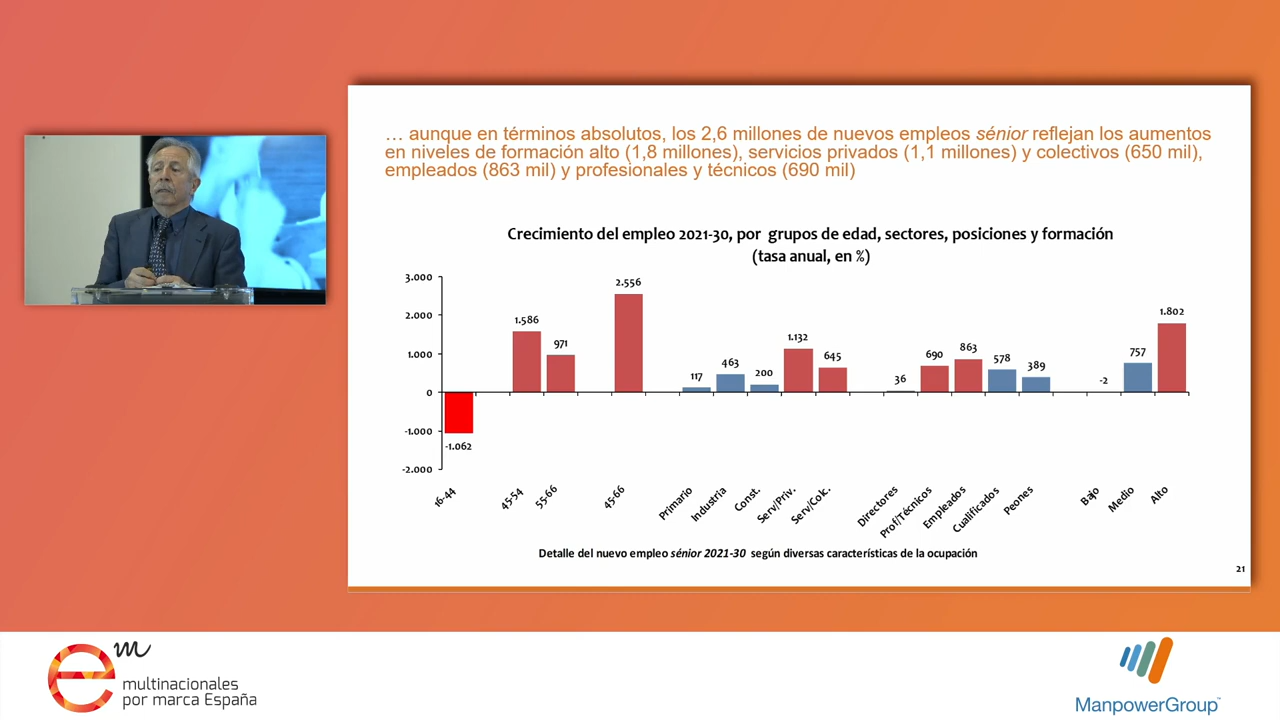 … aunque en términos absolutos, los 2,6 millones de nuevos empleos sénior reflejan los aumentos
en niveles de formación alto (1,8 millones), servicios privados (1,1 millones) y colectivos (650 mil),
empleados (863 mil) y profesionales y técnicos (690 mil)
Crecimiento del empleo 2021-30, por grupos de edad, sectores, posiciones y formación
(tasa anual, en %)
3.000
2.000
1.000
0
-1.000
-2.000
-1.062
1.586
971
2.556
117
463
200
1.132
645
36
690
863
578
389
-2
757
1.802
16-44
45-54
55-66
45-66
Primario
Industria
Const.
Serv/Priv.
Serv/Colc.
Directores
Prof/Técnicos
Empleados
Cualificados
Peones
Bajo
Medio
Alto
Detalle del nuevo empleo sénior 2021-30 según diversas características de la ocupación
21
em
multinacionales
por marca España
ManpowerGroup™